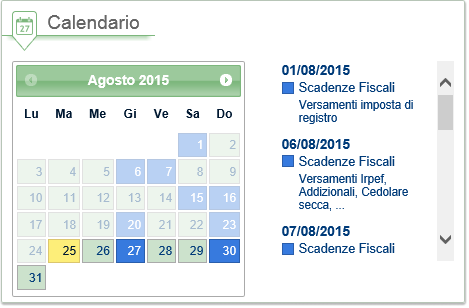 27
Calendario
Agosto 2015
Lu Ma Me Gi Ve Sa Do
1 2
3 4 5 6 7 8 9
10 11 12 13 14 15 16
17 18 19 20 21 22 23
24 25 26 27 28 29 30
31
01/08/2015
Scadenze Fiscali
Versamenti imposta di
registro
06/08/2015
Scadenze Fiscali
Versamenti Irpef,
Addizionali, Cedolare
secca, ...
07/08/2015
Scadenze Fiscali